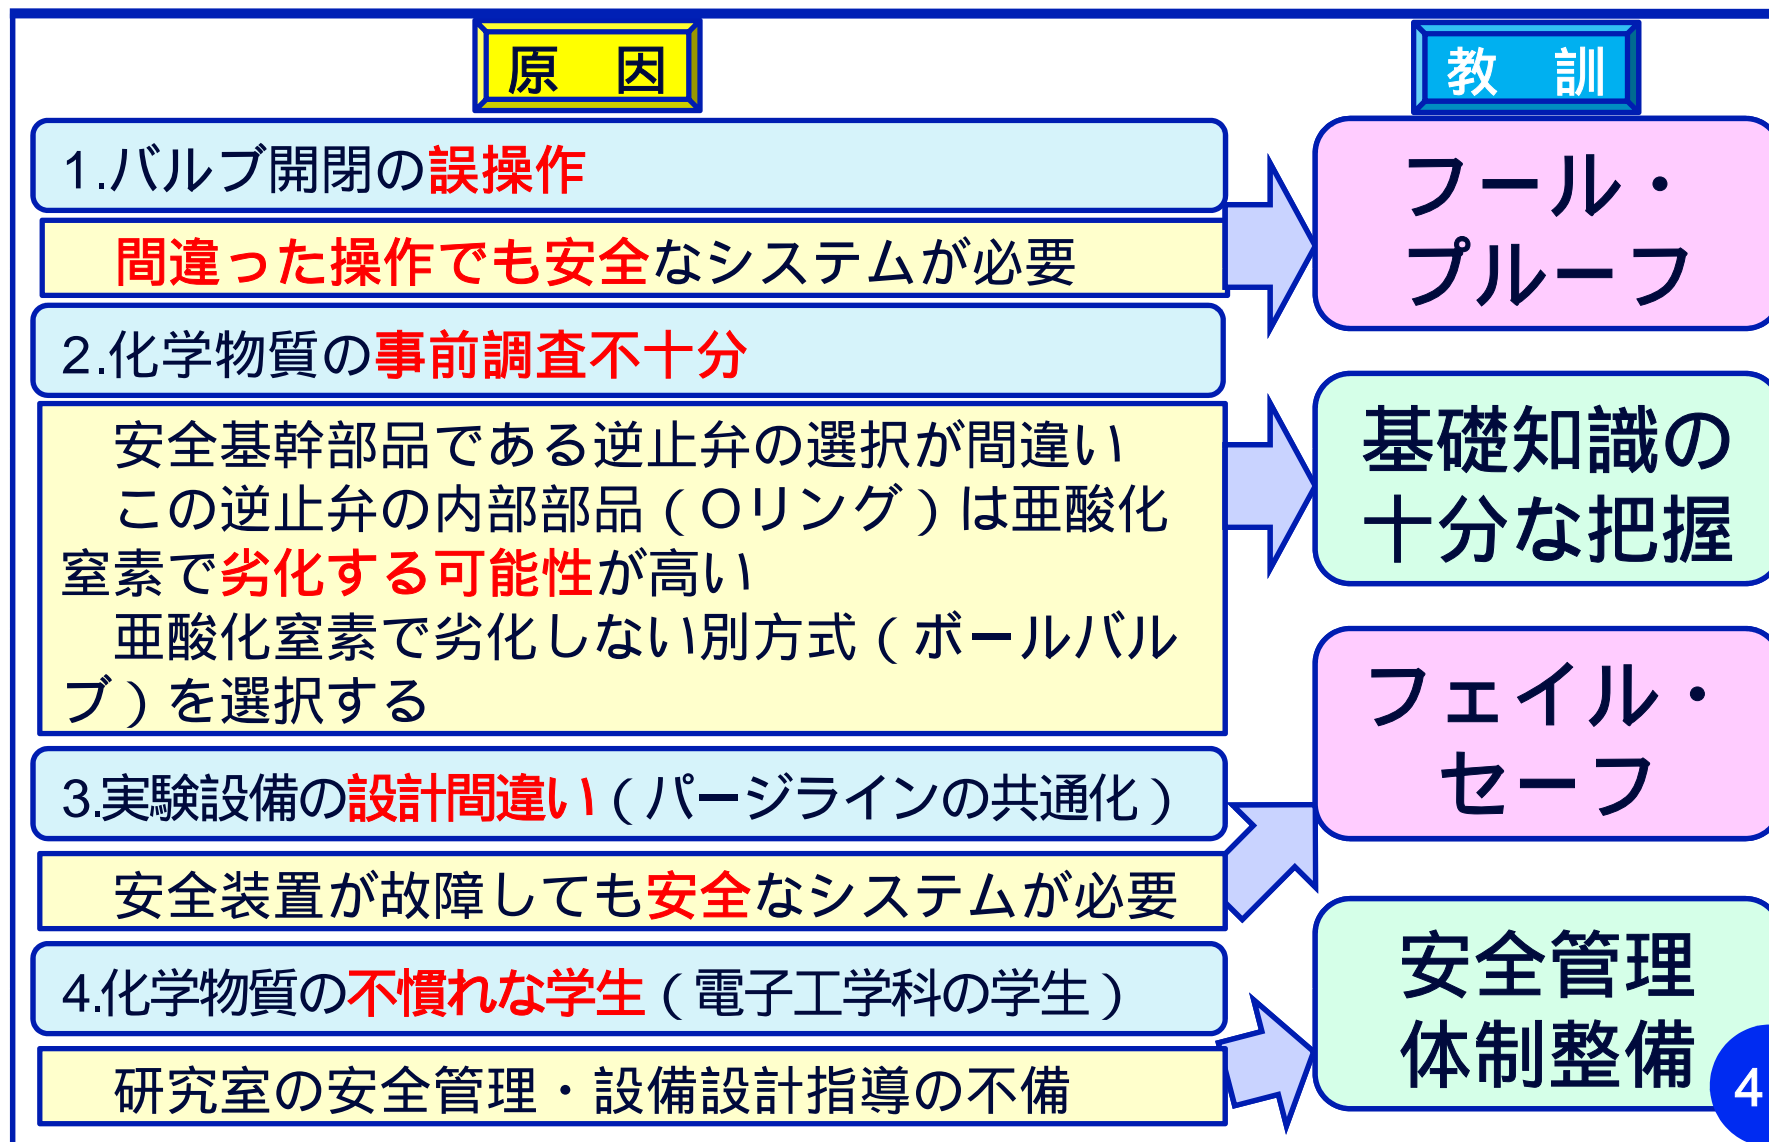 原　因
1.バルブ開閉の誤操作
間違った操作でも安全なシステムが必要
2.化学物質の事前調査不十分
安全基幹部品である逆止弁の選択が間違い
この逆止弁の内部部品（Ｏリング）は亜酸化
窒素で劣化する可能性が高い
亜酸化窒素で劣化しない別方式（ボールバル
ブ）を選択する
3.実験設備の設計間違い（パージラインの共通化）
安全装置が故障しても安全なシステムが必要
4.化学物質の不慣れな学生（電子工学科の学生）
研究室の安全管理・設備設計指導の不備
教　訓
フール・
プルーフ
基礎知識の
十分な把握
フェイル・
セーフ
安全管理
体制整備
4